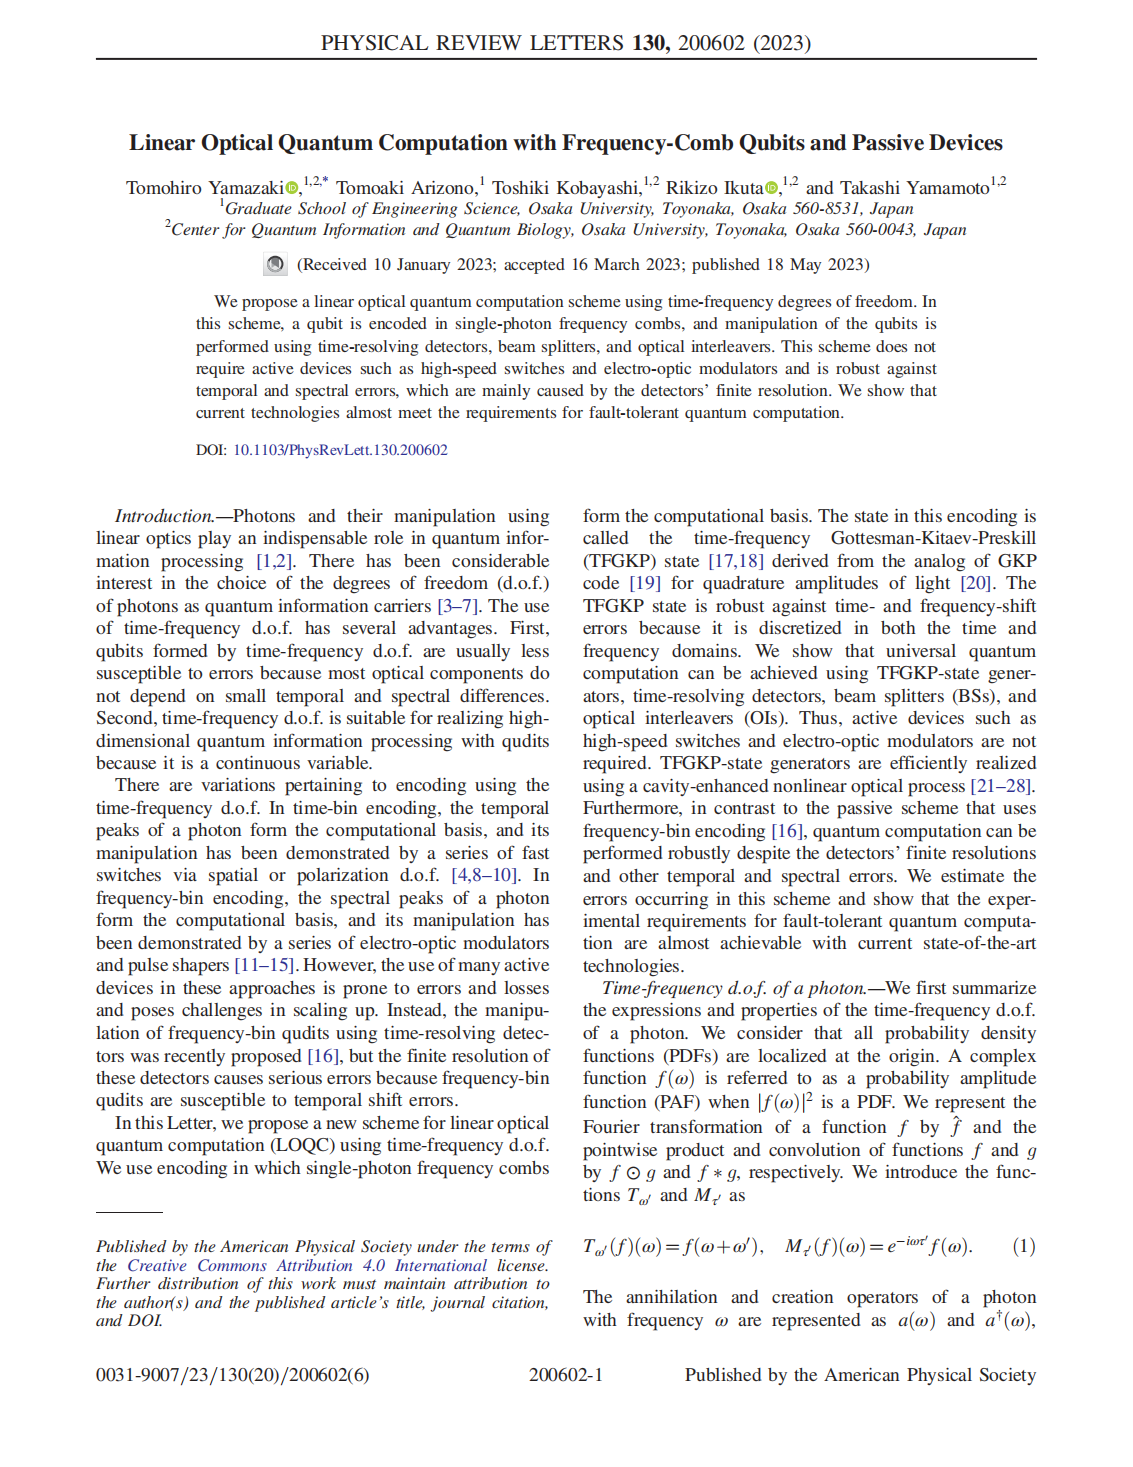 PHYSICAL REVIEW LETTERS 130, 200602 (2023)
Linear Optical Quantum Computation with Frequency-Comb Qubits and Passive Devices
Tomohiro Yamazaki,1,2,* Tomoaki Arizono,1 Toshiki Kobayashi,1,2 Rikizo Ikuta,1,2 and Takashi Yamamoto1,2
1Graduate School of Engineering Science, Osaka University, Toyonaka, Osaka 560-8531, Japan
2Center for Quantum Information and Quantum Biology, Osaka University, Toyonaka, Osaka 560-0043, Japan
(Received 10 January 2023; accepted 16 March 2023; published 18 May 2023)
We propose a linear optical quantum computation scheme using time-frequency degrees of freedom. In
this scheme, a qubit is encoded in single-photon frequency combs, and manipulation of the qubits is
performed using time-resolving detectors, beam splitters, and optical interleavers. This scheme does not
require active devices such as high-speed switches and electro-optic modulators and is robust against
temporal and spectral errors, which are mainly caused by the detectors' finite resolution. We show that
current technologies almost meet the requirements for fault-tolerant quantum computation.
DOI: 10.1103/PhysRevLett.130.200602
Introduction.—Photons and their manipulation using
linear optics play an indispensable role in quantum infor-
mation processing [1,2]. There has been considerable
interest in the choice of the degrees of freedom (d.o.f.)
of photons as quantum information carriers [3–7]. The use
of time-frequency d.o.f. has several advantages. First,
qubits formed by time-frequency d.o.f. are usually less
susceptible to errors because most optical components do
not depend on small temporal and spectral differences.
Second, time-frequency d.o.f. is suitable for realizing high-
dimensional quantum information processing with qudits
because it is a continuous variable.
There are variations pertaining to encoding using the
time-frequency d.o.f. In time-bin encoding, the temporal
peaks of a photon form the computational basis, and its
manipulation has been demonstrated by a series of fast
switches via spatial or polarization d.o.f. [4,8–10]. In
frequency-bin encoding, the spectral peaks of a photon
form the computational basis, and its manipulation has
been demonstrated by a series of electro-optic modulators
and pulse shapers [11–15]. However, the use of many active
devices in these approaches is prone to errors and losses
and poses challenges in scaling up. Instead, the manipu-
lation of frequency-bin qudits using time-resolving detec-
tors was recently proposed [16], but the finite resolution of
these detectors causes serious errors because frequency-bin
qudits are susceptible to temporal shift errors.
In this Letter, we propose a new scheme for linear optical
quantum computation (LOQC) using time-frequency d.o.f.
We use encoding in which single-photon frequency combs
Published by the American Physical Society under the terms of
the Creative Commons Attribution 4.0 International license.
Further distribution of this work must maintain attribution to
the author(s) and the published article's title, journal citation,
and DOI.
form the computational basis. The state in this encoding is
called the time-frequency Gottesman-Kitaev-Preskill
(TFGKP) state [17,18] derived from the analog of GKP
code [19] for quadrature amplitudes of light [20]. The
TFGKP state is robust against time- and frequency-shift
errors because it is discretized in both the time and
frequency domains. We show that universal quantum
computation can be achieved using TFGKP-state gener-
ators, time-resolving detectors, beam splitters (BSs), and
optical interleavers (OIs). Thus, active devices such as
high-speed switches and electro-optic modulators are not
required. TFGKP-state generators are efficiently realized
using a cavity-enhanced nonlinear optical process [21–28].
Furthermore, in contrast to the passive scheme that uses
frequency-bin encoding [16], quantum computation can be
performed robustly despite the detectors' finite resolutions
and other temporal and spectral errors. We estimate the
errors occurring in this scheme and show that the exper-
imental requirements for fault-tolerant quantum computa-
tion are almost achievable with current state-of-the-art
technologies.
Time-frequency d.o.f. of a photon.—We first summarize
the expressions and properties of the time-frequency d.o.f.
of a photon. We consider that all probability density
functions (PDFs) are localized at the origin. A complex
function f(ω) is referred to as a probability amplitude
function (PAF) when |f(ω)|² is a PDF. We represent the
Fourier transformation of a function f by f̂ and the
pointwise product and convolution of functions f and g
by f ⊙ g and f ∗ g, respectively. We introduce the func-
tions Tω′ and Mτ′ as
Tω′(f)(ω) = f(ω + ω′), Mτ′(f)(ω) = e^{−iωτ′} f(ω). (1)
The annihilation and creation operators of a photon
with frequency ω are represented as a(ω) and a†(ω),
0031-9007/23/130(20)/200602(6)
200602-1
Published by the American Physical Society